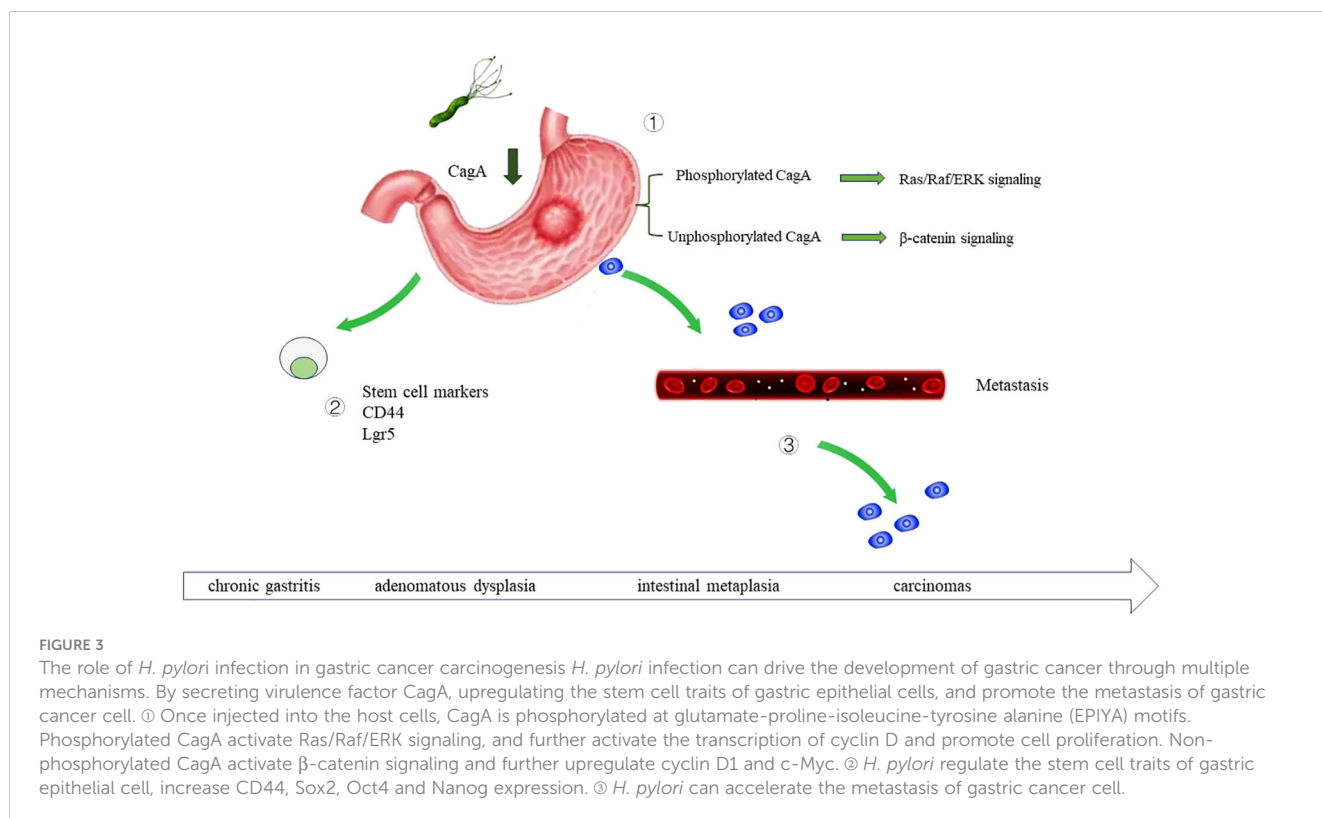 ①
CagA
Phosphorylated CagA
Ras/Raf/ERK signaling
Unphosphorylated CagA
β-catenin signaling
②
Stem cell markers
CD44
Lgr5
Metastasis
③
chronic gastritis
adenomatous dysplasia
intestinal metaplasia
carcinomas
FIGURE 3
The role of H. pylori infection in gastric cancer carcinogenesis H. pylori infection can drive the development of gastric cancer through multiple
mechanisms. By secreting virulence factor CagA, upregulating the stem cell traits of gastric epithelial cells, and promote the metastasis of gastric
cancer cell. ① Once injected into the host cells, CagA is phosphorylated at glutamate-proline-isoleucine-tyrosine alanine (EPIYA) motifs.
Phosphorylated CagA activate Ras/Raf/ERK signaling, and further activate the transcription of cyclin D and promote cell proliferation. Non-
phosphorylated CagA activate β-catenin signaling and further upregulate cyclin D1 and c-Myc. ② H. pylori regulate the stem cell traits of gastric
epithelial cell, increase CD44, Sox2, Oct4 and Nanog expression. ③ H. pylori can accelerate the metastasis of gastric cancer cell.